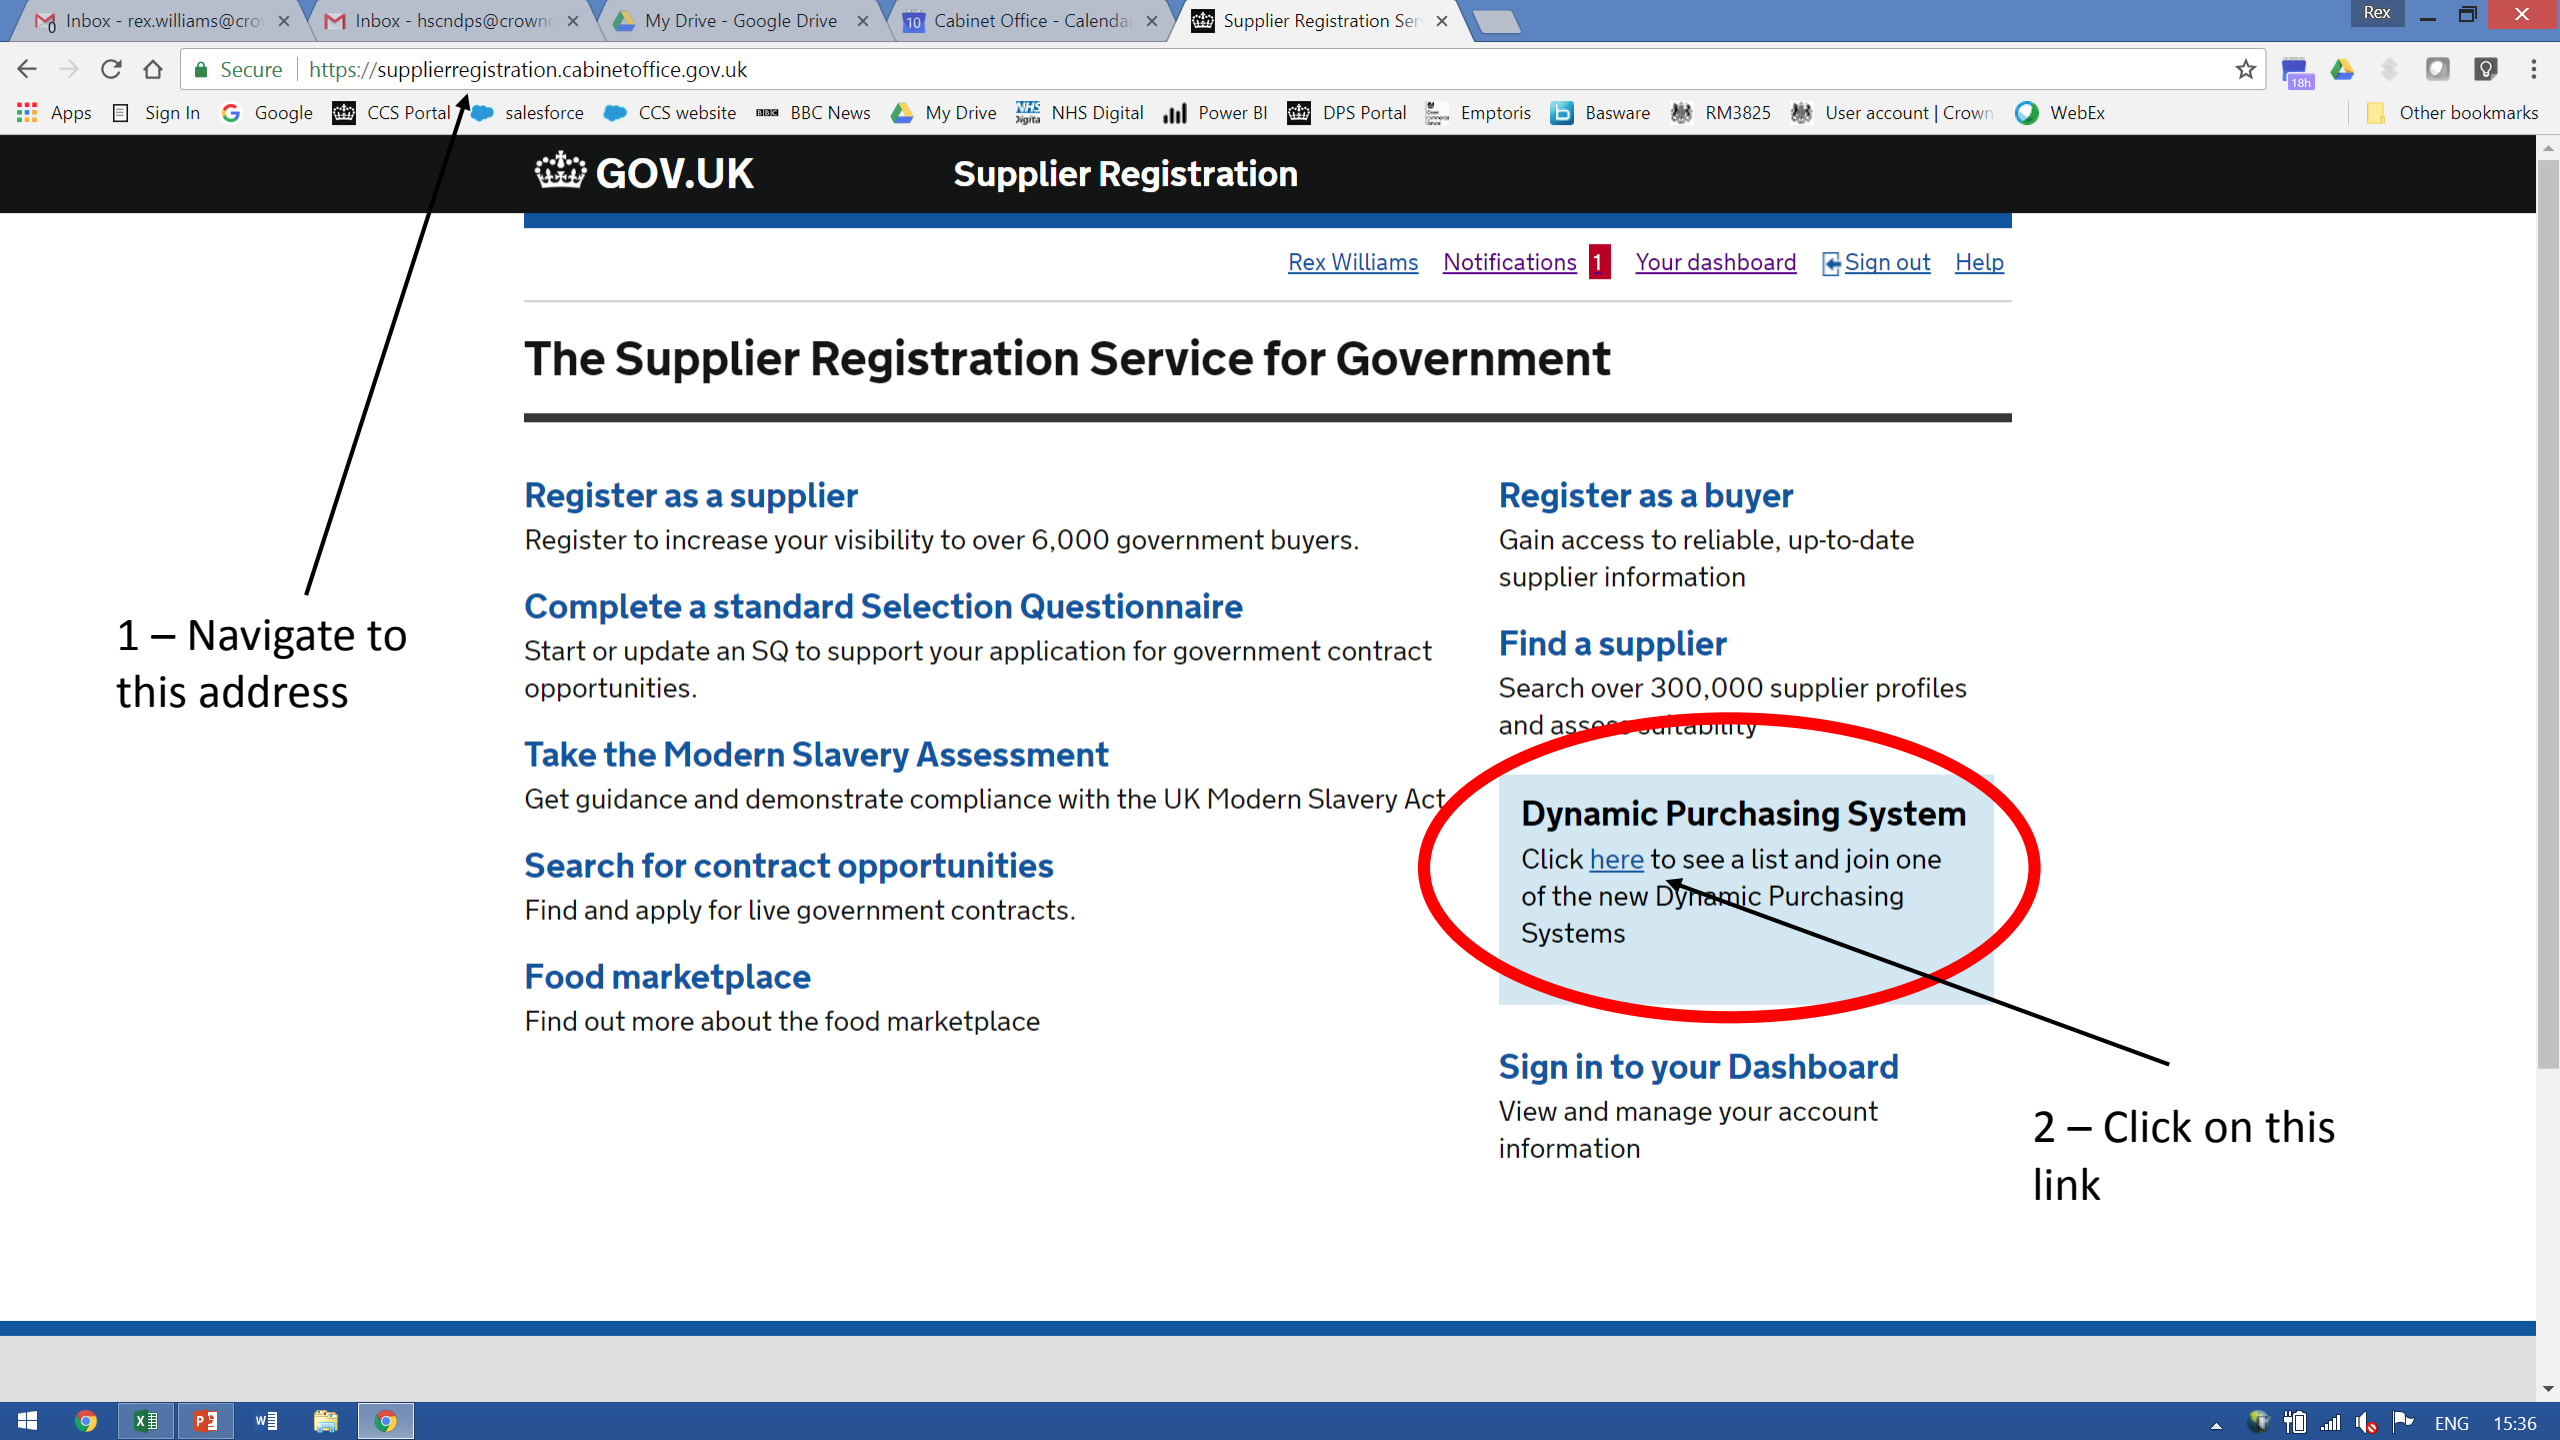 Inbox - rex.williams@cro
Inbox - hscndps@crownc
My Drive - Google Drive
10
Cabinet Office - Calenda
Supplier Registration Ser
Rex
Secure
https://supplierregistration.cabinetoffice.gov.uk
18h
Apps
Sign In
Google
CCS Portal
salesforce
CCS website
BBC
BBC News
My Drive
NHS Digital
Power BI
DPS Portal
Emptoris
Basware
RM3825
User account | Crown
WebEx
Other bookmarks
GOV.UK
Supplier Registration
Rex Williams
Notifications 1
Your dashboard
Sign out
Help
The Supplier Registration Service for Government
Register as a supplier
Register to increase your visibility to over 6,000 government buyers.
Complete a standard Selection Questionnaire
Start or update an SQ to support your application for government contract
opportunities.
Take the Modern Slavery Assessment
Get guidance and demonstrate compliance with the UK Modern Slavery Act
Search for contract opportunities
Find and apply for live government contracts.
Food marketplace
Find out more about the food marketplace
Register as a buyer
Gain access to reliable, up-to-date
supplier information
Find a supplier
Search over 300,000 supplier profiles
and assess suitability
Dynamic Purchasing System
Click here to see a list and join one
of the new Dynamic Purchasing
Systems
Sign in to your Dashboard
View and manage your account
information
1 – Navigate to
this address
2 – Click on this
link
ENG
15:36